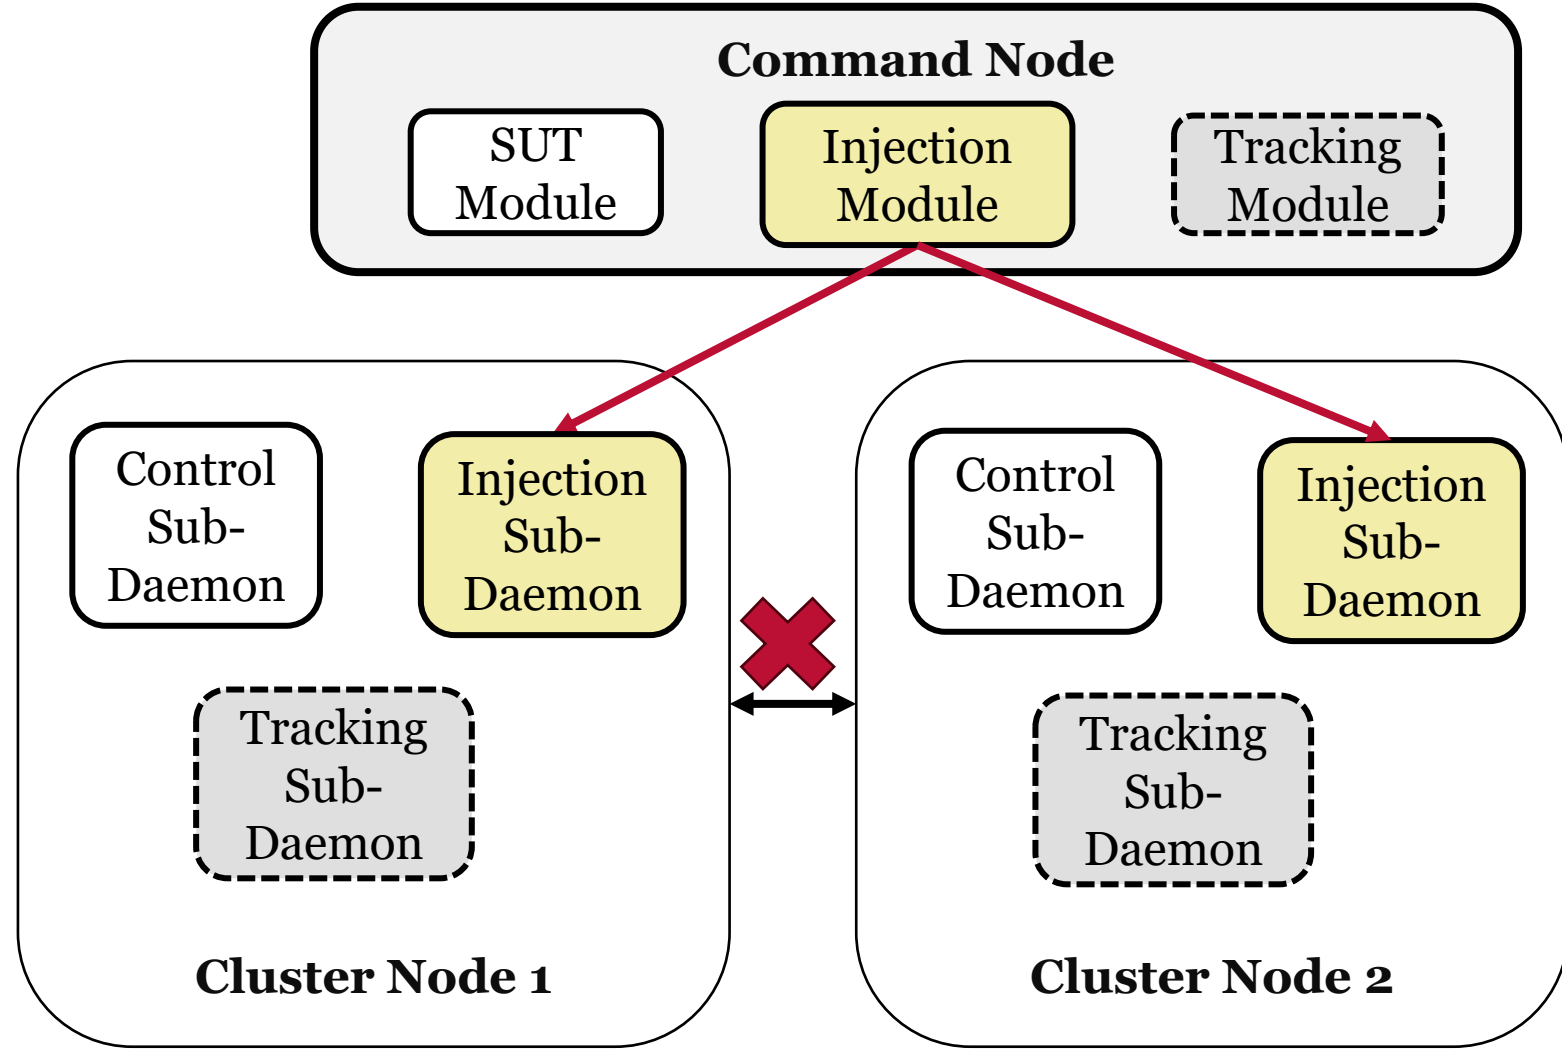 Command Node
SUT
Module
Injection
Module
Tracking
Module
Control
Sub-
Daemon
Injection
Sub-
Daemon
Tracking
Sub-
Daemon
Cluster Node 1
Control
Sub-
Daemon
Injection
Sub-
Daemon
Tracking
Sub-
Daemon
Cluster Node 2